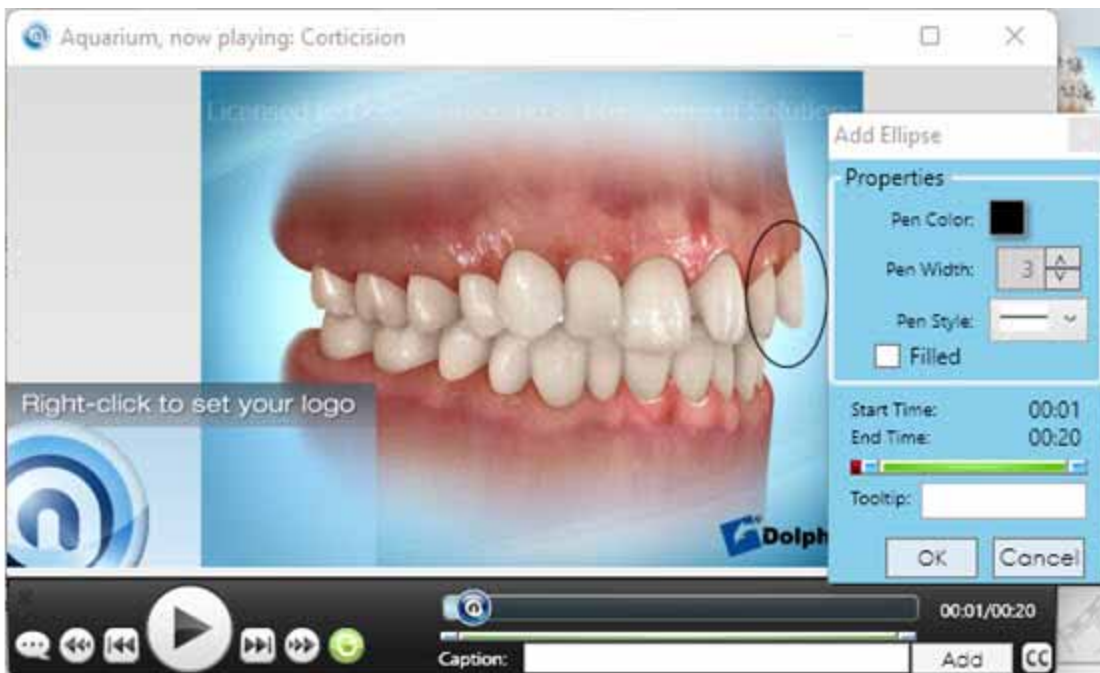 Aquarium, now playing: Corticision
Licensed to
Add Ellipse
Properties
Pen Color:
Pen Width: 3
Pen Style:
Filled
Right-click to set your logo
Start Time: 00:01
End Time: 00:20
Tooltip:
Dolph
OK Cancel
00:01/00:20
Caption: Add CC